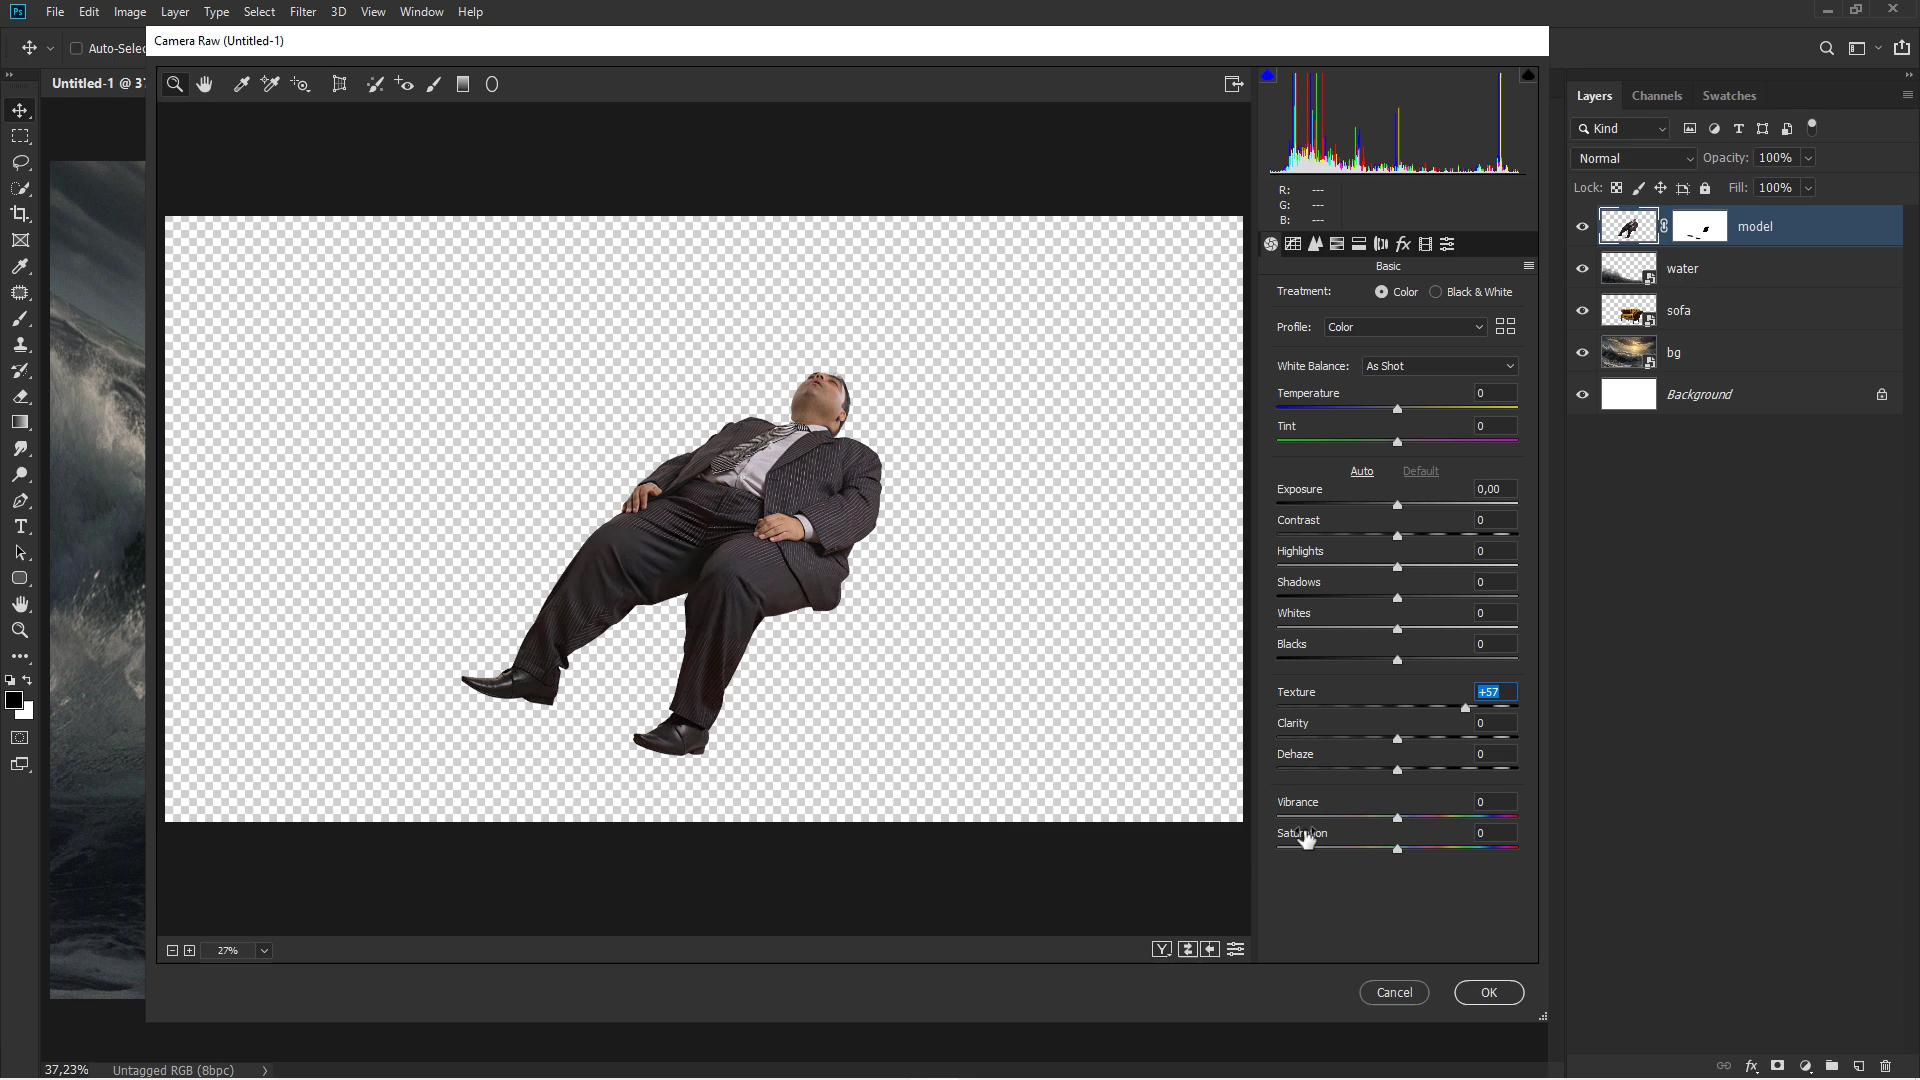 Ps File Edit Image Layer Type Select Filter 3D View Window Help
Auto-Selec
Camera Raw (Untitled-1)
Untitled-1 @ 37
R: ---
G: ---
B: ---
Basic
Treatment: Color Black & White
Profile: Color
White Balance: As Shot
Temperature 0
Tint 0
Auto Default
Exposure 0,00
Contrast 0
Highlights 0
Shadows 0
Whites 0
Blacks 0
Texture +57
Clarity 0
Dehaze 0
Vibrance 0
Saturation 0
27%
Cancel OK
37,23% Untagged RGB (8bpc)
Layers Channels Swatches
Kind
Normal Opacity: 100%
Lock: Fill: 100%
model
water
sofa
bg
Background